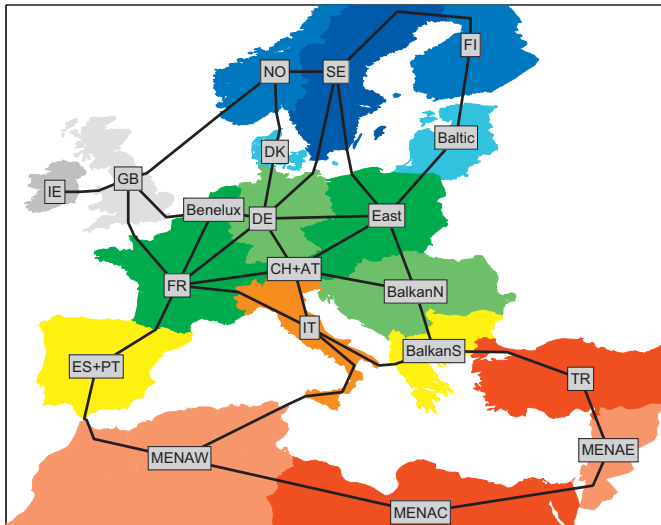 FI
NO
SE
Baltic
DK
GB
IE
Benelux
DE
East
CH+AT
FR
BalkanN
IT
BalkanS
ES+PT
TR
MENAW
MENAE
MENAC